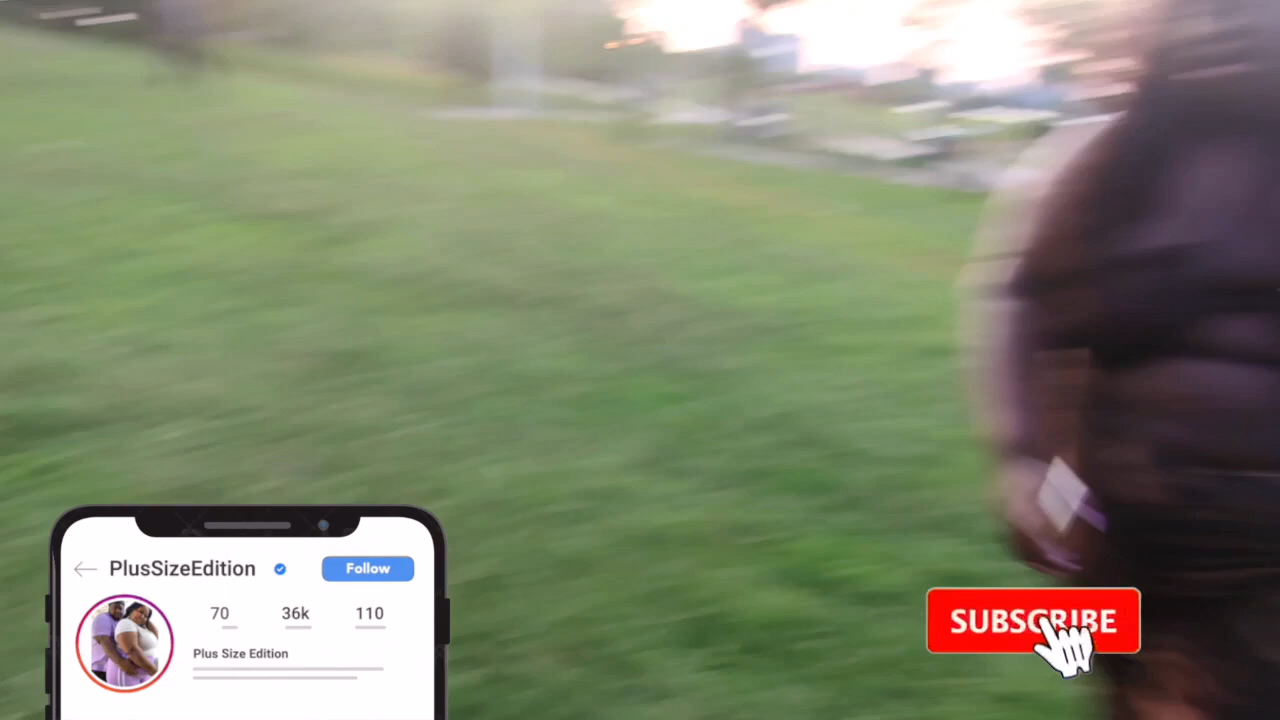 PlusSizeEdition
Follow
70 36k 110
Plus Size Edition
SUBSCRIBE